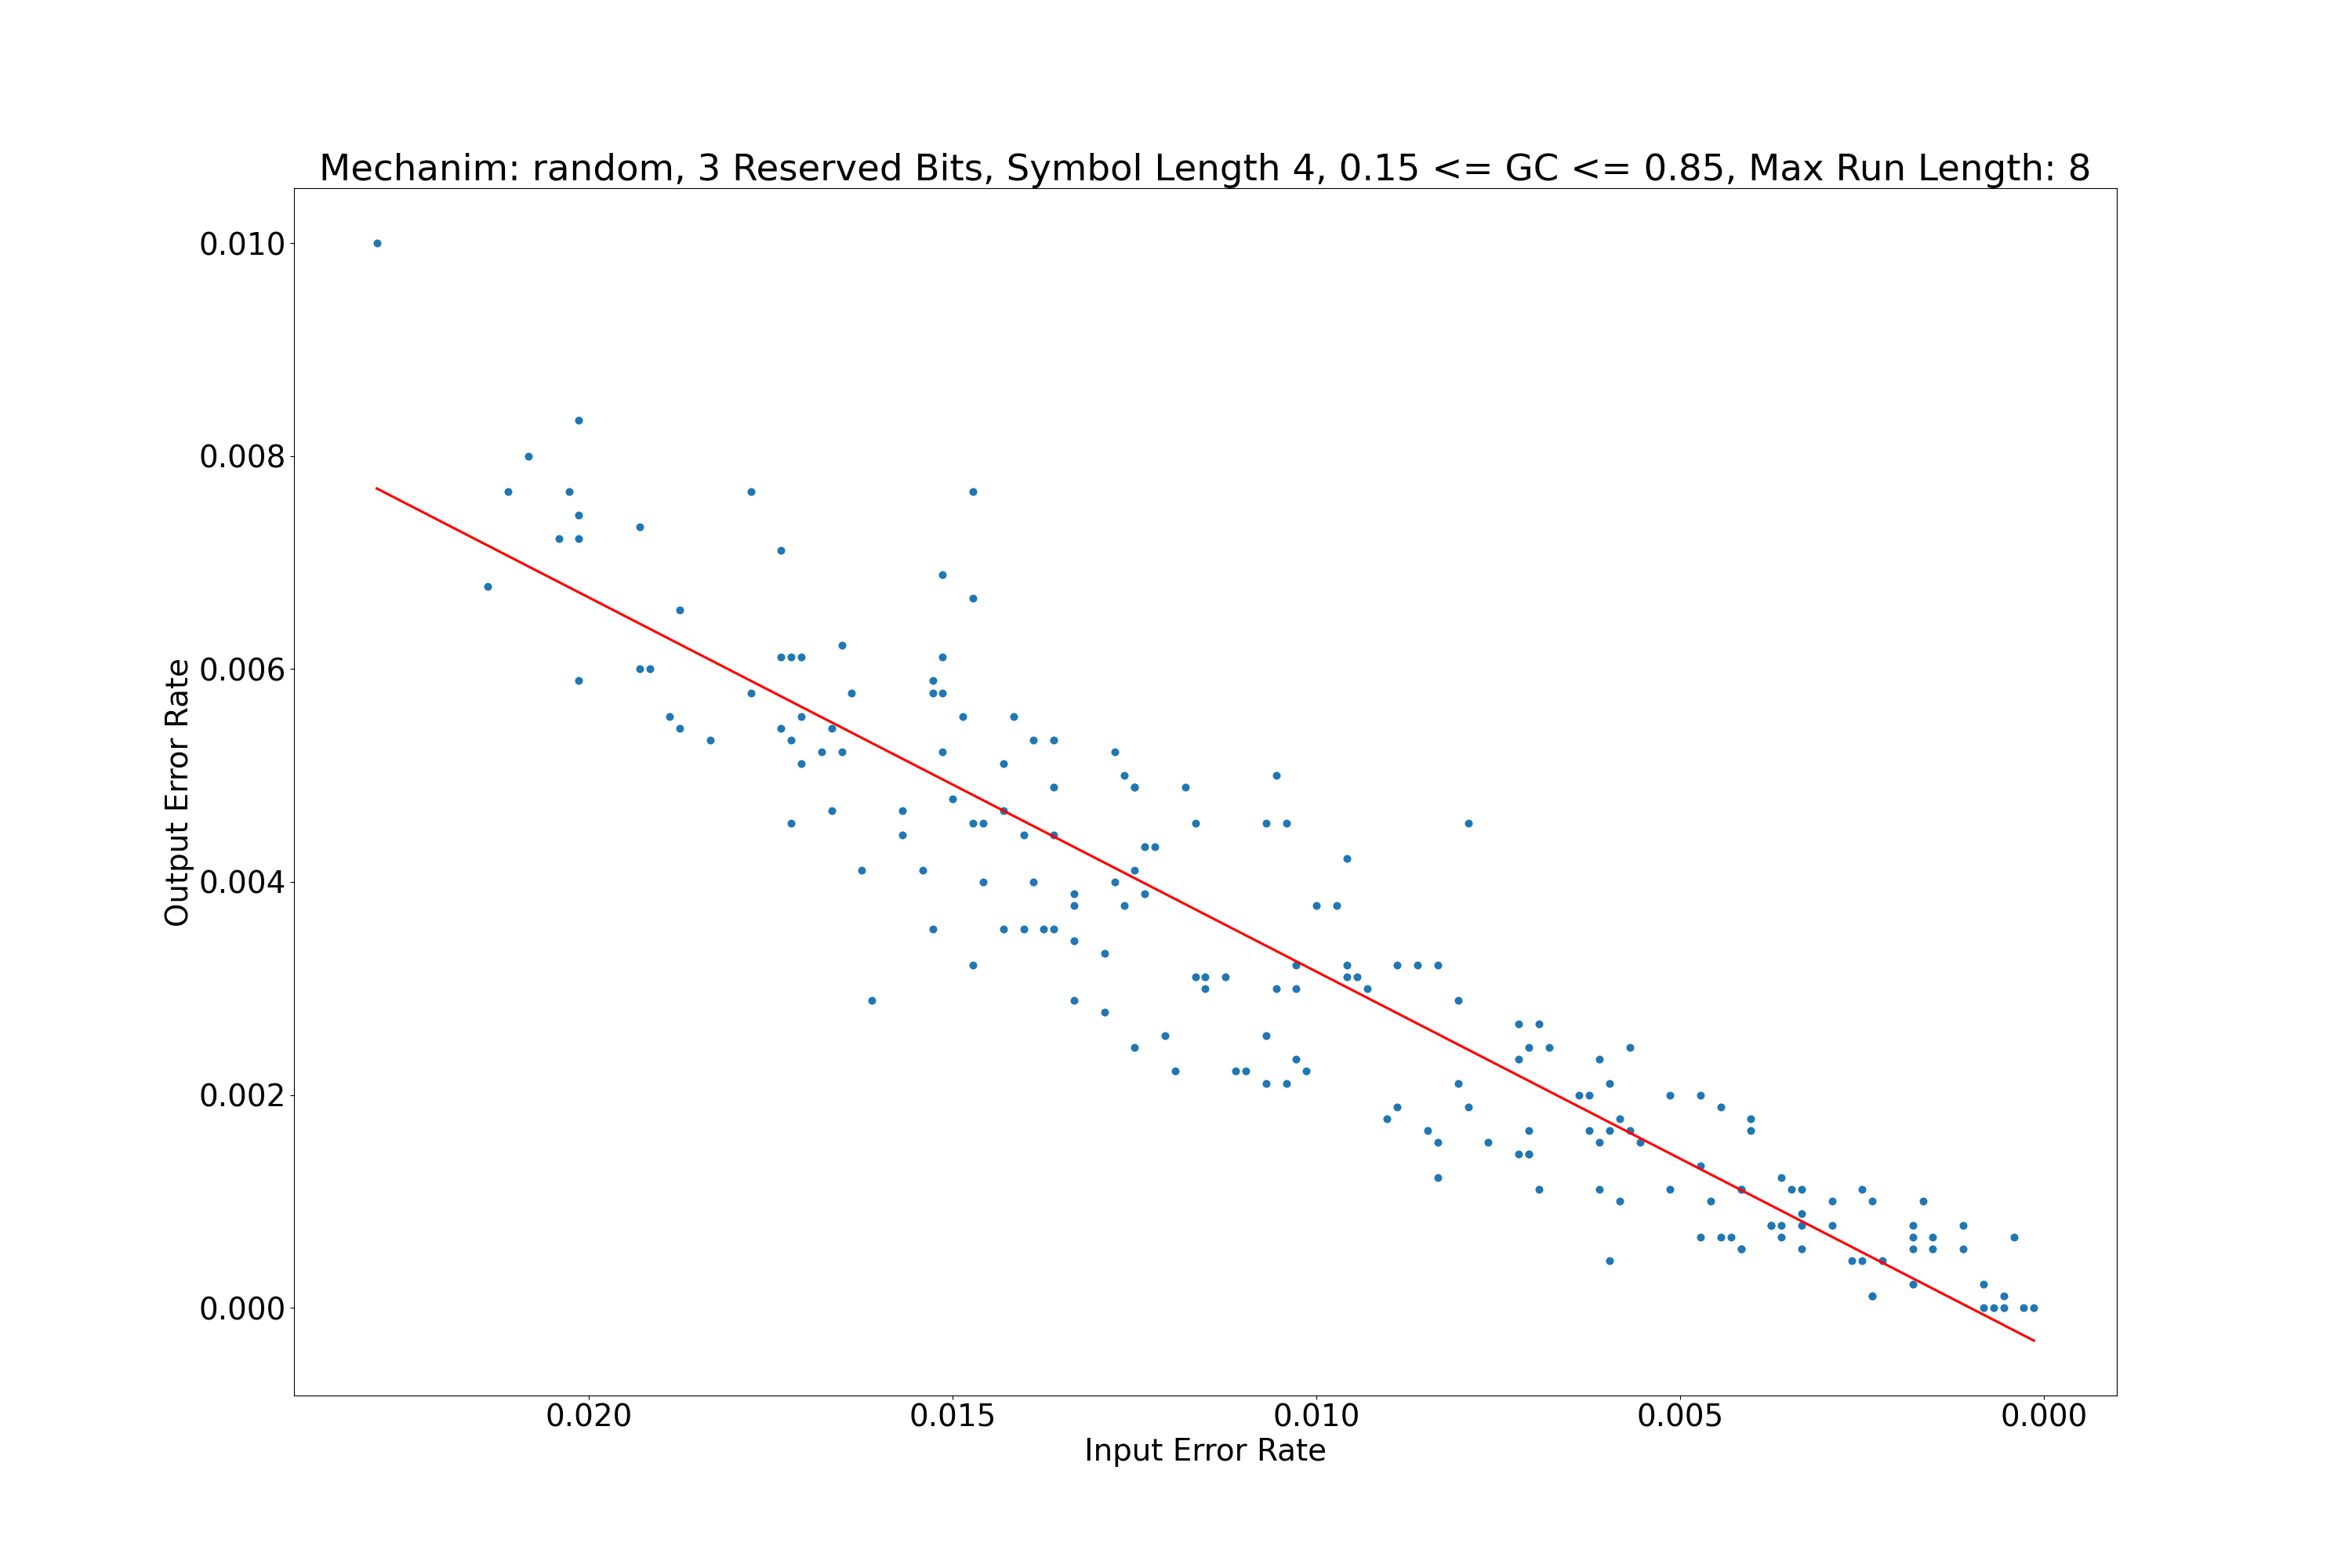 Mechanim: random, 3 Reserved Bits, Symbol Length 4, 0.15 <= GC <= 0.85, Max Run Length: 8
0.010
0.008
0.006
0.004
0.002
0.000
Output Error Rate
0.020 0.015 0.010 0.005 0.000
Input Error Rate